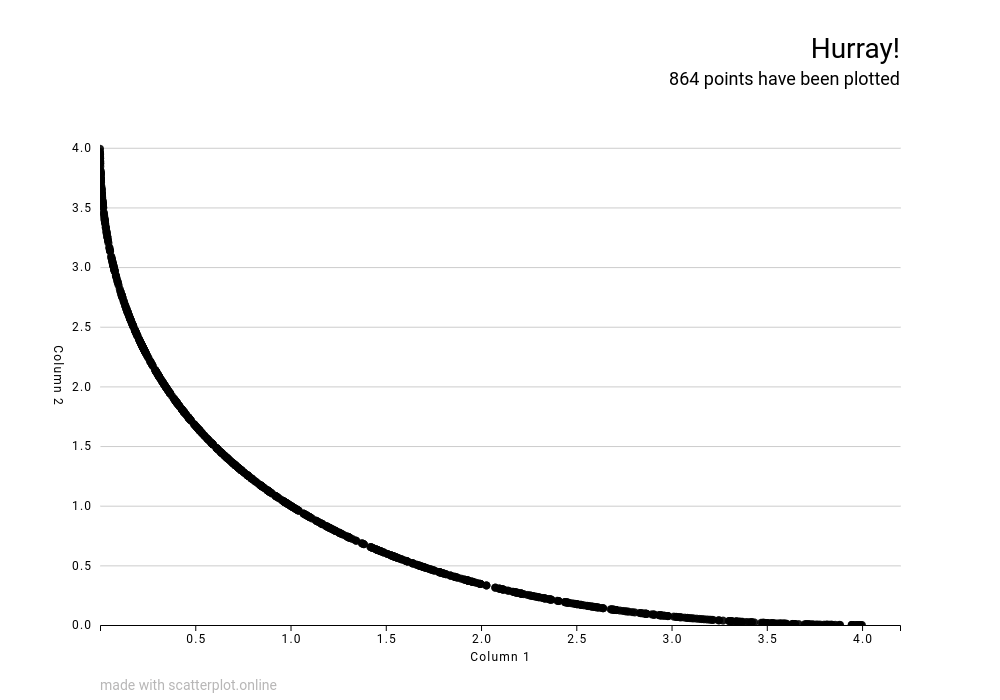 Hurray!
864 points have been plotted
4.0
3.5
3.0
2.5
2.0
1.5
1.0
0.5
0.0
Column 2
0.5 1.0 1.5 2.0 2.5 3.0 3.5 4.0
Column 1
made with scatterplot.online